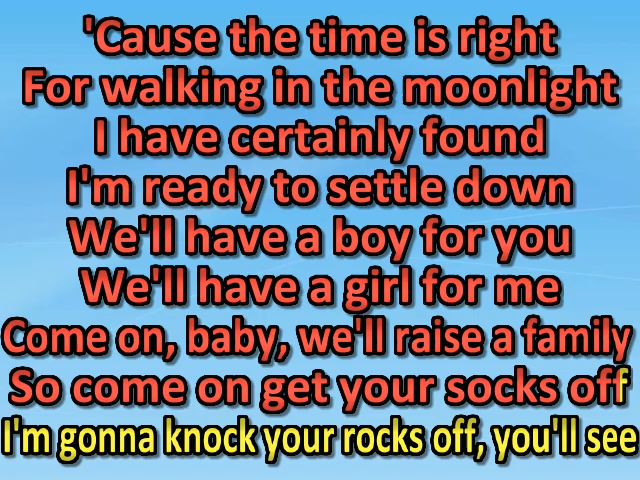 'Cause the time is right
For walking in the moonlight
I have certainly found
I'm ready to settle down
We'll have a boy for you
We'll have a girl for me
Come on, baby, we'll raise a family
So come on get your socks off
I'm gonna knock your rocks off, you'll see